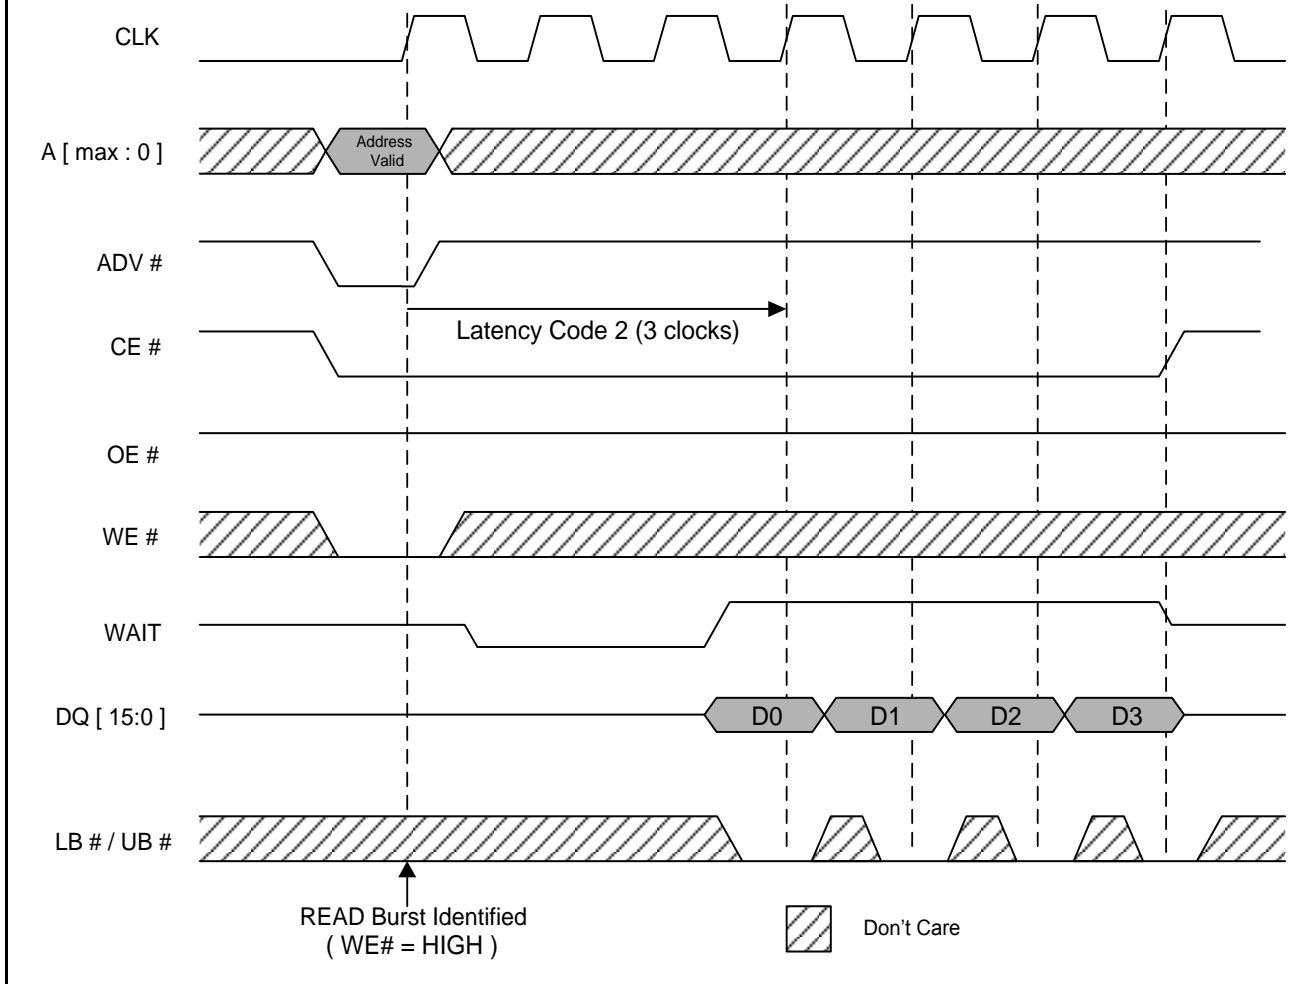 CLK
A [ max : 0 ]
Address
Valid
ADV #
Latency Code 2 (3 clocks)
CE #
OE #
WE #
WAIT
DQ [ 15:0 ]
D0
D1
D2
D3
LB # / UB #
READ Burst Identified
( WE# = HIGH )
Don't Care